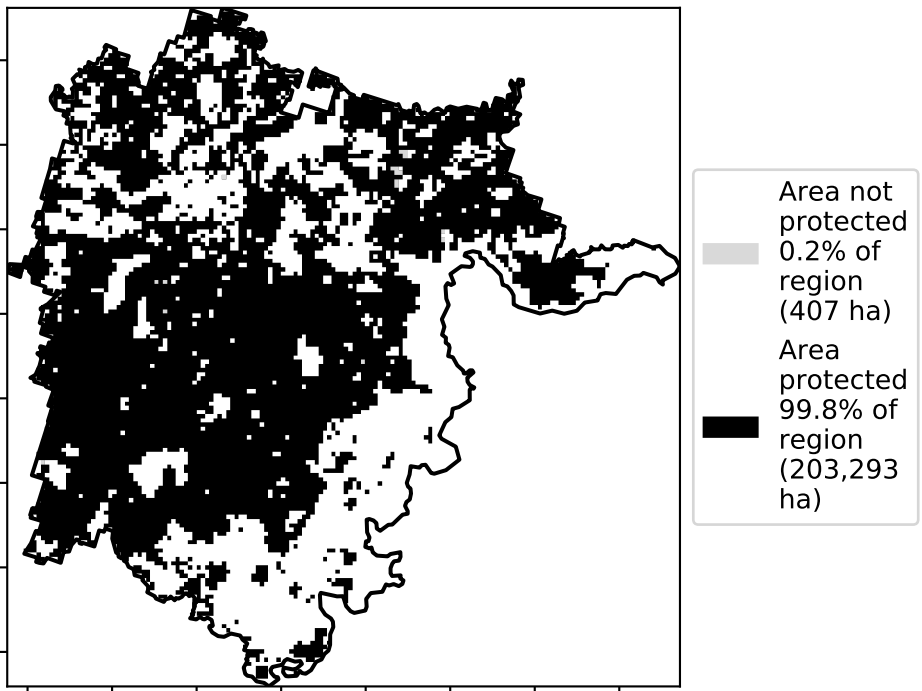 Area not
protected
0.2% of
region
(407 ha)
Area
protected
99.8% of
region
(203,293
ha)